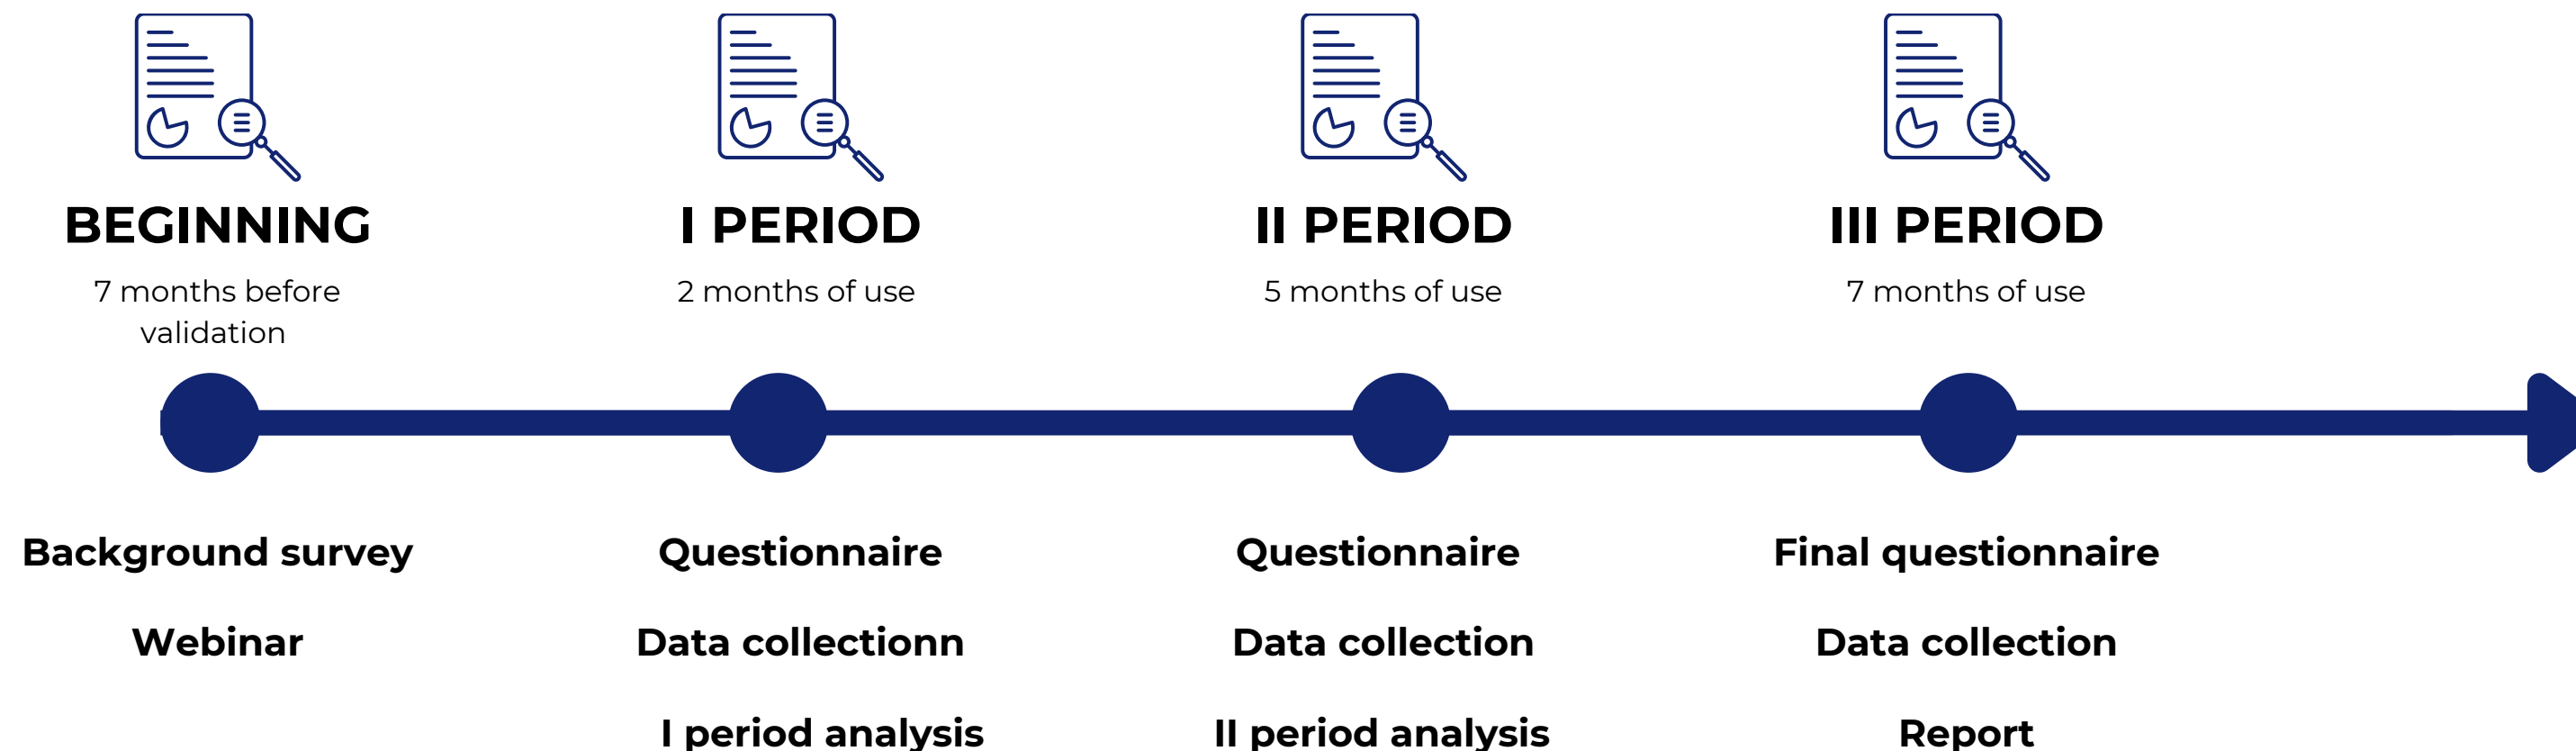 BEGINNING
7 months before
validation
I PERIOD
2 months of use
II PERIOD
5 months of use
III PERIOD
7 months of use
Background survey
Webinar
Questionnaire
Data collectionn
I period analysis
Questionnaire
Data collection
II period analysis
Final questionnaire
Data collection
Report